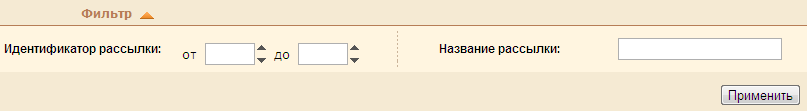 Фильтр
Идентификатор рассылки: от до Название рассылки:
Применить